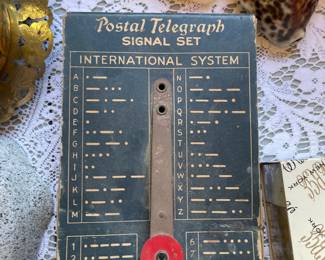 Postal Telegraph
SIGNAL SET
INTERNATIONAL SYSTEM
A N
B O
C P
D Q
E R
F S
G T
H U
I V
J W
K X
L Y
M Z
1 6
2 7